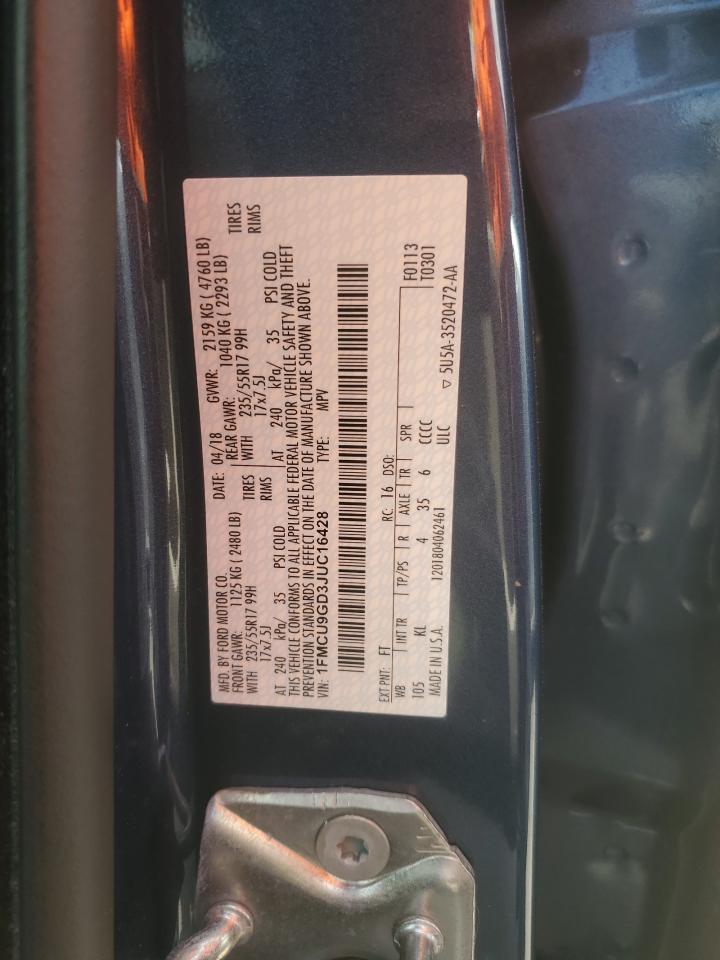 MFD. BY FORD MOTOR CO. DATE: 04/18 GVWR: 2159 KG ( 4760 LB)
FRONT GAWR: 1125 KG ( 2480 LB) REAR GAWR: 1040 KG ( 2293 LB)
WITH 235/55R17 99H TIRES WITH 235/55R17 99H TIRES
17x7.5J RIMS 17x7.5J RIMS
AT 240 kPa/ 35 PSI COLD AT 240 kPa/ 35 PSI COLD
THIS VEHICLE CONFORMS TO ALL APPLICABLE FEDERAL MOTOR VEHICLE SAFETY AND THEFT
PREVENTION STANDARDS IN EFFECT ON THE DATE OF MANUFACTURE SHOWN ABOVE.
VIN: 1FMCU9GD3JUC16428 TYPE: MPV
EXT PNT: FT RC: 16 DSO: F0113
WB INT TR TP/PS R AXLE TR SPR T0301
105 KL 4 35 6 CCCC
MADE IN U.S.A. 1201804062461 ULC ▽ 5U5A-3520472-AA